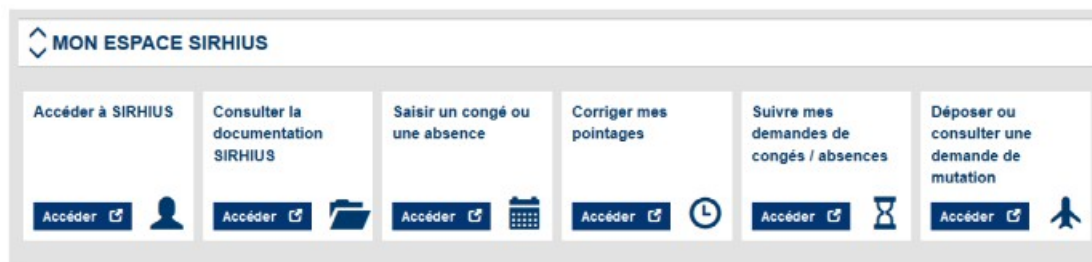 MON ESPACE SIRHIUS
Accéder à SIRHIUS
Accéder
Consulter la
documentation
SIRHIUS
Accéder
Saisir un congé ou
une absence
Accéder
Corriger mes
pointages
Accéder
Suivre mes
demandes de
congés / absences
Accéder
Déposer ou
consulter une
demande de
mutation
Accéder